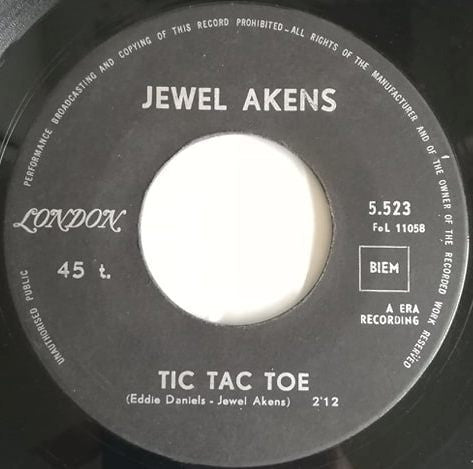 UNAUTHORISED PUBLIC PERFORMANCE BROADCASTING AND COPYING OF THIS RECORD PROHIBITED_ALL RIGHTS OF THE MANUFACTURER AND OF THE OWNER OF THE RECORDED WORK RESERVED
JEWEL AKENS
LONDON
5.523
FoL 11058
45 t.
BIEM
A ERA
RECORDING
TIC TAC TOE
(Eddie Daniels - Jewel Akens) 2'12